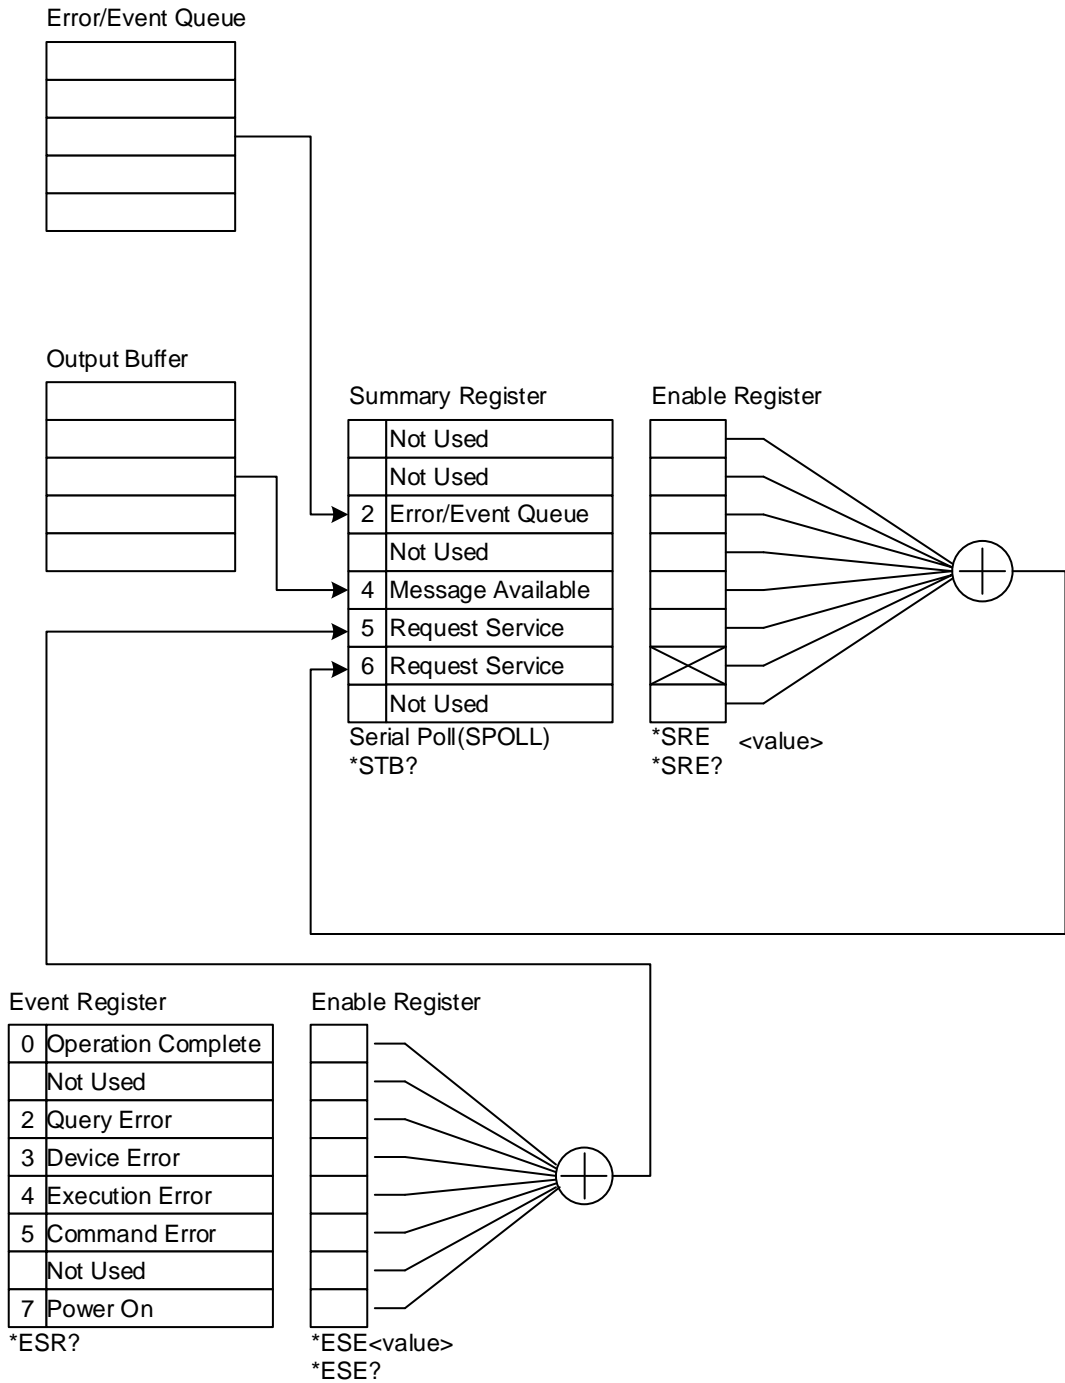 Error/Event Queue
Output Buffer
Summary Register
Not Used
Not Used
2 Error/Event Queue
Not Used
4 Message Available
5 Request Service
6 Request Service
Not Used
Serial Poll(SPOLL)
*STB?
Enable Register
*SRE <value>
*SRE?
Event Register
0 Operation Complete
Not Used
2 Query Error
3 Device Error
4 Execution Error
5 Command Error
Not Used
7 Power On
*ESR?
Enable Register
*ESE<value>
*ESE?